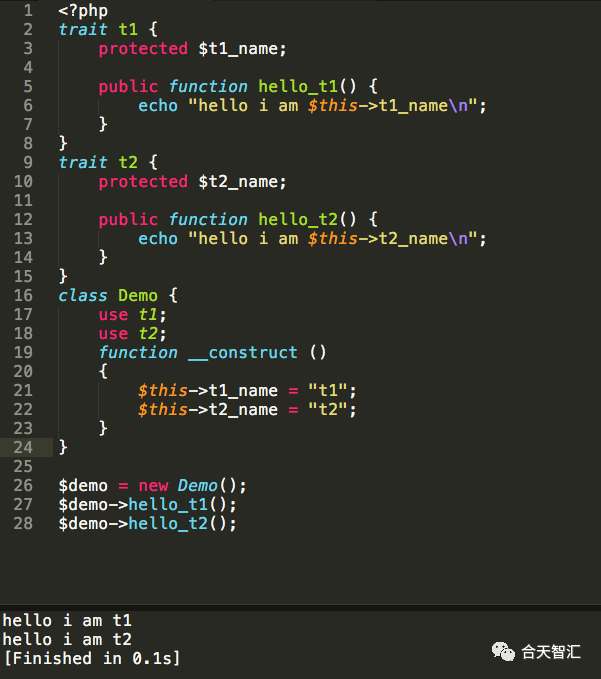 1 <?php
2 trait t1 {
3     protected $t1_name;
4
5     public function hello_t1() {
6         echo "hello i am $this->t1_name\n";
7     }
8 }
9 trait t2 {
10     protected $t2_name;
11
12     public function hello_t2() {
13         echo "hello i am $this->t2_name\n";
14     }
15 }
16 class Demo {
17     use t1;
18     use t2;
19     function __construct ()
20     {
21         $this->t1_name = "t1";
22         $this->t2_name = "t2";
23     }
24 }
25
26 $demo = new Demo();
27 $demo->hello_t1();
28 $demo->hello_t2();
hello i am t1
hello i am t2
[Finished in 0.1s]
合天智汇